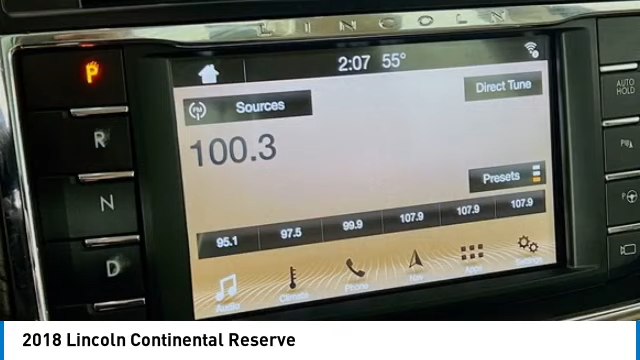 LINCOLN
2:07 55°
P
AUTO HOLD
FM Sources
Direct Tune
100.3
R
P
Presets
N
P
95.1 97.5 99.9 107.9 107.9 107.9
D
Audio Climate Phone Nav Apps Settings
2018 Lincoln Continental Reserve